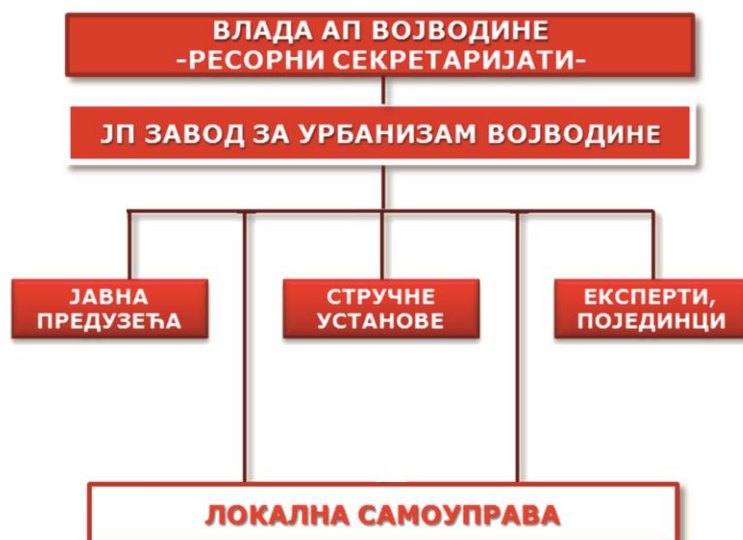 ВЛАДА АП ВОЈВОДИНЕ
-РЕСОРНИ СЕКРЕТАРИЈАТИ-
ЈП ЗАВОД ЗА УРБАНИЗАМ ВОЈВОДИНЕ
ЈАВНА
ПРЕДУЗЕЋА
СТРУЧНЕ
УСТАНОВЕ
ЕКСПЕРТИ,
ПОЈЕДИНЦИ
ЛОКАЛНА САМОУПРАВА